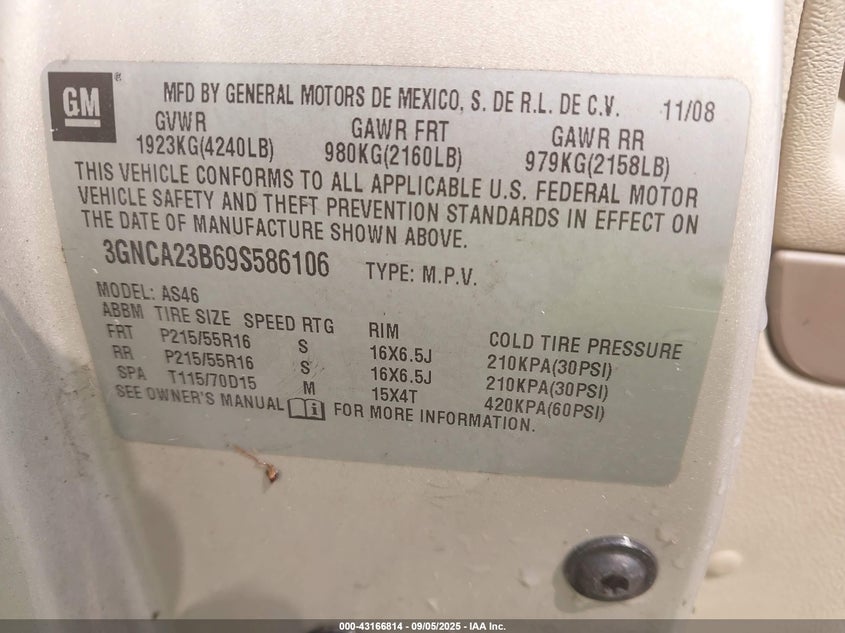 GM ®
MFD BY GENERAL MOTORS DE MEXICO, S. DE R.L. DE C.V. 11/08
GVWR GAWR FRT GAWR RR
1923KG(4240LB) 980KG(2160LB) 979KG(2158LB)
THIS VEHICLE CONFORMS TO ALL APPLICABLE U.S. FEDERAL MOTOR
VEHICLE SAFETY AND THEFT PREVENTION STANDARDS IN EFFECT ON
THE DATE OF MANUFACTURE SHOWN ABOVE.
3GNCA23B69S586106 TYPE: M.P.V.
MODEL: AS46
ABBM TIRE SIZE SPEED RTG RIM COLD TIRE PRESSURE
FRT P215/55R16 S 16X6.5J 210KPA(30PSI)
RR P215/55R16 S 16X6.5J 210KPA(30PSI)
SPA T115/70D15 M 15X4T 420KPA(60PSI)
SEE OWNER'S MANUAL FOR MORE INFORMATION.
000-43166814 - 09/05/2025 - IAA Inc.